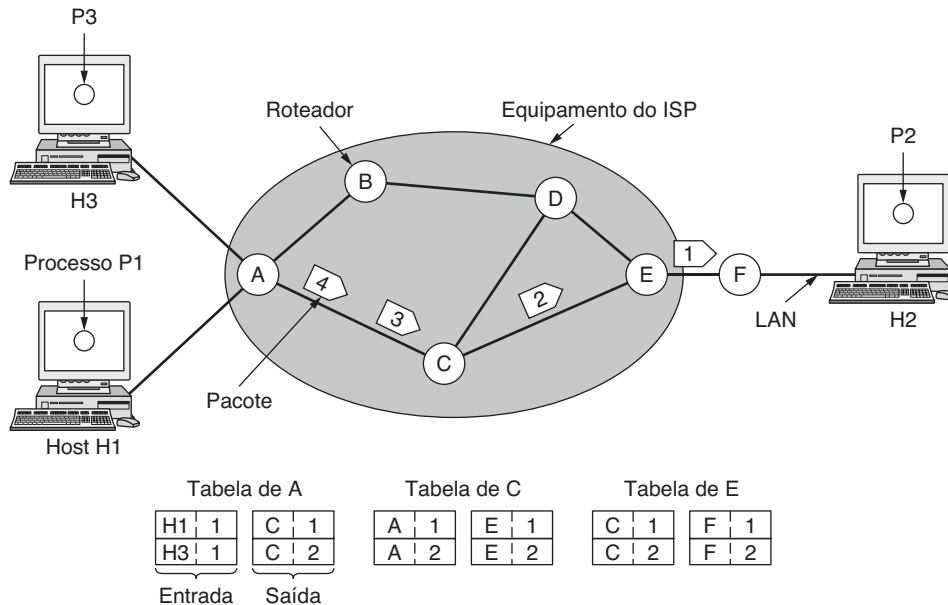 P3
Roteador
Equipamento do ISP
P2
B
D
H3
Processo P1
A
4
3
2
E
1
F
C
LAN
H2
Pacote
Host H1
Tabela de A
Tabela de C
Tabela de E
H1 1 C 1 A 1 E 1 C 1 F 1
H3 1 C 2 A 2 E 2 C 2 F 2
Entrada Saída